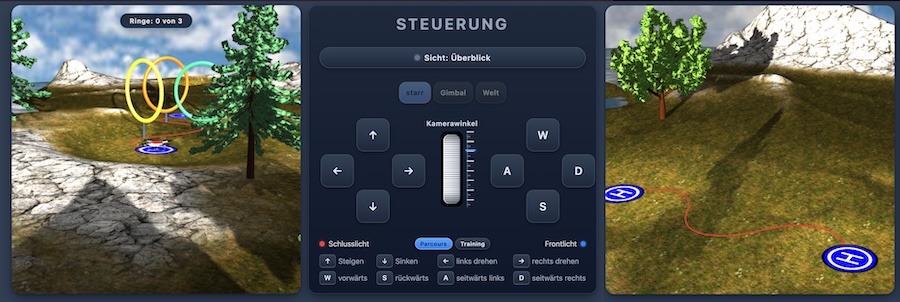 Ringe: 0 von 3
H
STEUERUNG
Sicht: Überblick
starr Gimbal Welt
Kamerawinkel
↑ W
← → A D
↓ S
Schlusslicht Parcours Training Frontlicht
↑ Steigen ↓ Sinken ← links drehen → rechts drehen
W vorwärts S rückwärts A seitwärts links D seitwärts rechts
H
H